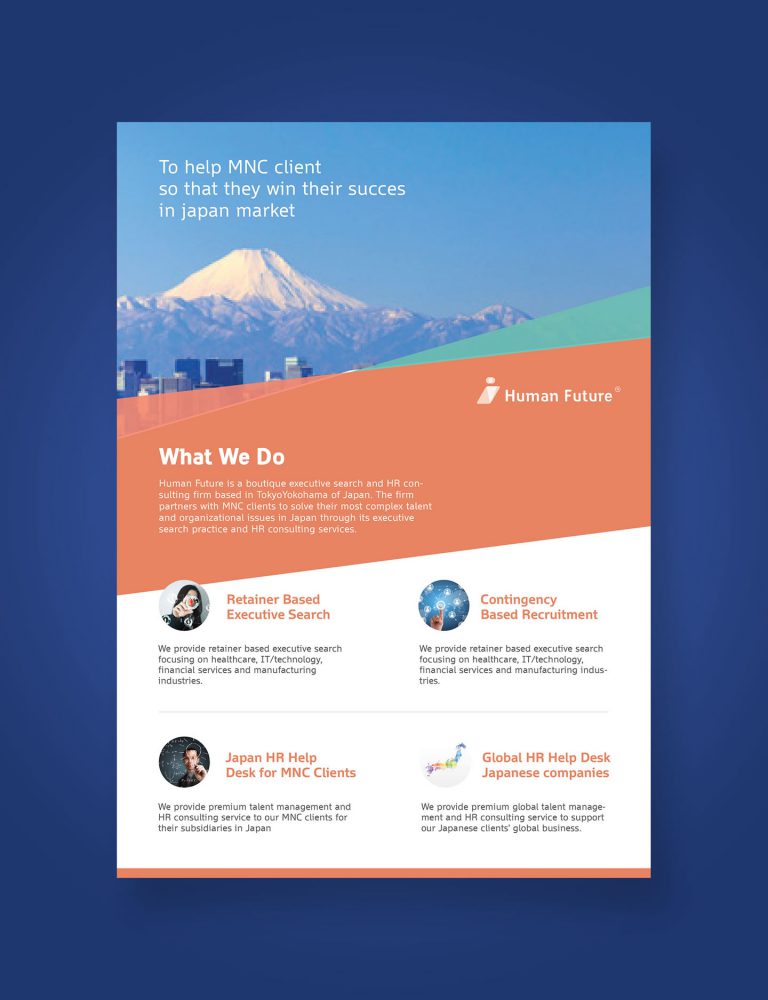 To help MNC client
so that they win their succes
in japan market
Human Future®
What We Do
Human Future is a boutique executive search and HR con-
sulting firm based in TokyoYokohama of Japan. The firm
partners with MNC clients to solve their most complex talent
and organizational issues in Japan through its executive
search practice and HR consulting services.
Retainer Based
Executive Search
We provide retainer based executive search
focusing on healthcare, IT/technology,
financial services and manufacturing
industries.
Contingency
Based Recruitment
We provide retainer based executive search
focusing on healthcare, IT/technology,
financial services and manufacturing indus-
tries.
Japan HR Help
Desk for MNC Clients
We provide premium talent management and
HR consulting service to our MNC clients for
their subsidiaries in Japan
Global HR Help Desk
Japanese companies
We provide premium global talent manage-
ment and HR consulting service to support
our Japanese clients' global business.